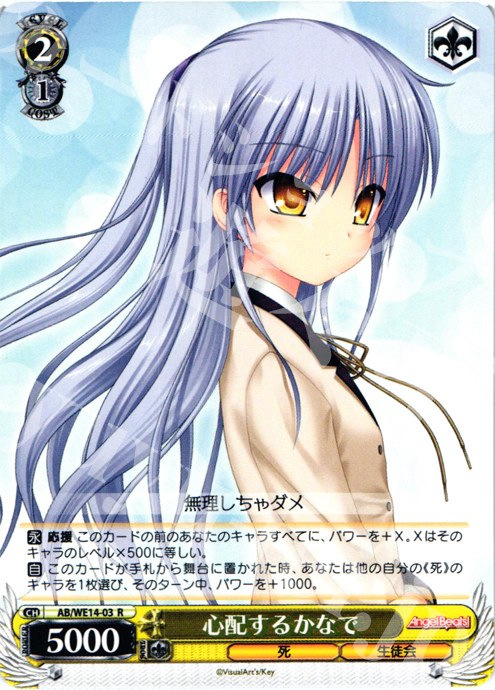 LEVEL
2
1
COST
無理しちゃダメ
永 応援 このカードの前のあなたのキャラすべてに、パワーを＋X。Xはその
キャラのレベル×500に等しい。
自 このカードが手札から舞台に置かれた時、あなたは他の自分の《死》のキャ
ラを1枚選び、そのターン中、パワーを＋1000。
CH AB/WE14-03 R
POWER 5000 SOUL
心配するかなで
Angel Beats!
死 生徒会
©VisualArt's/Key